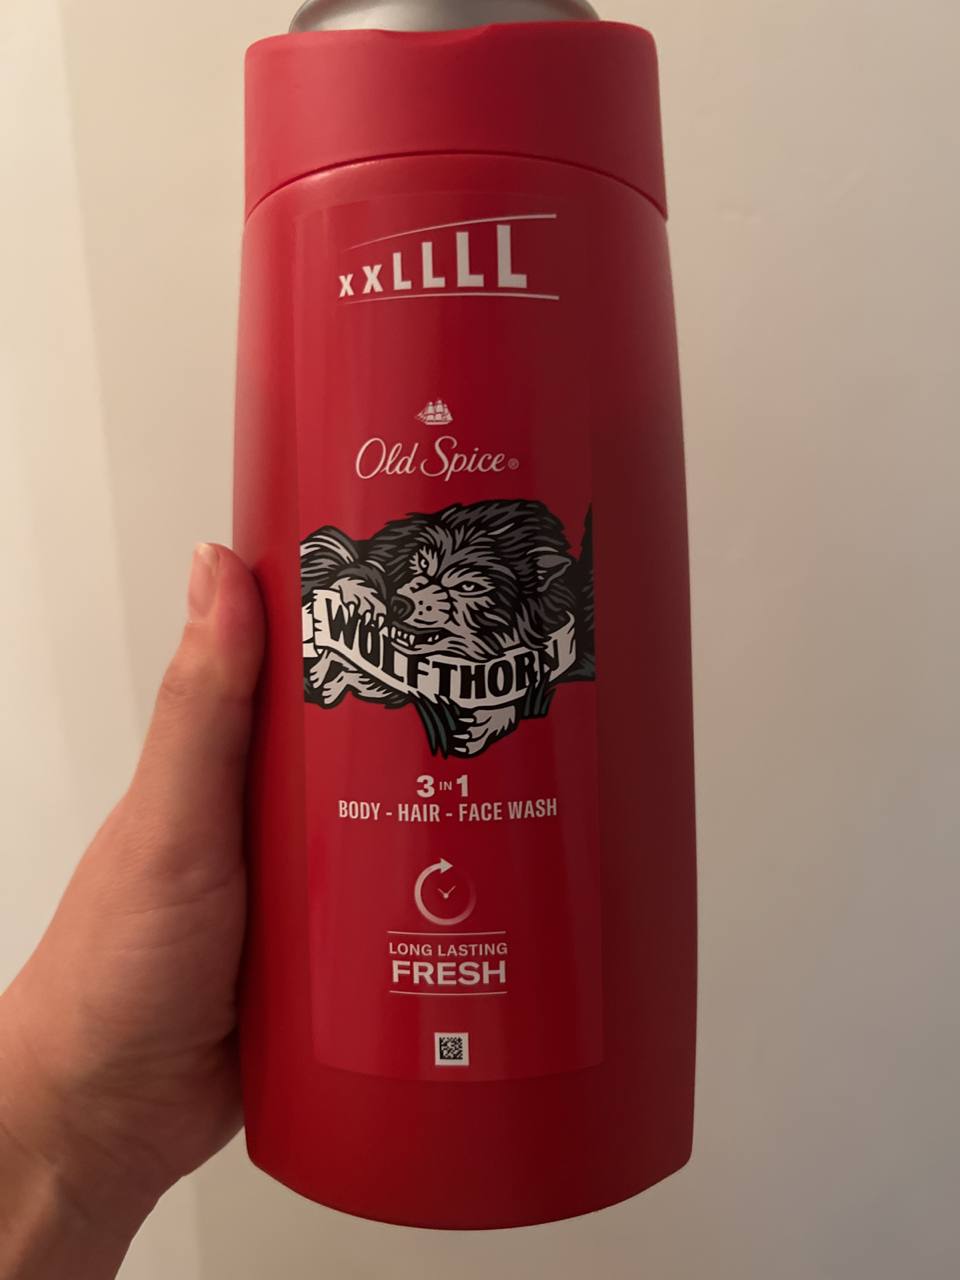 XXLLLL
Old Spice®
WOLFTHORN
3 IN 1
BODY - HAIR - FACE WASH
LONG LASTING
FRESH